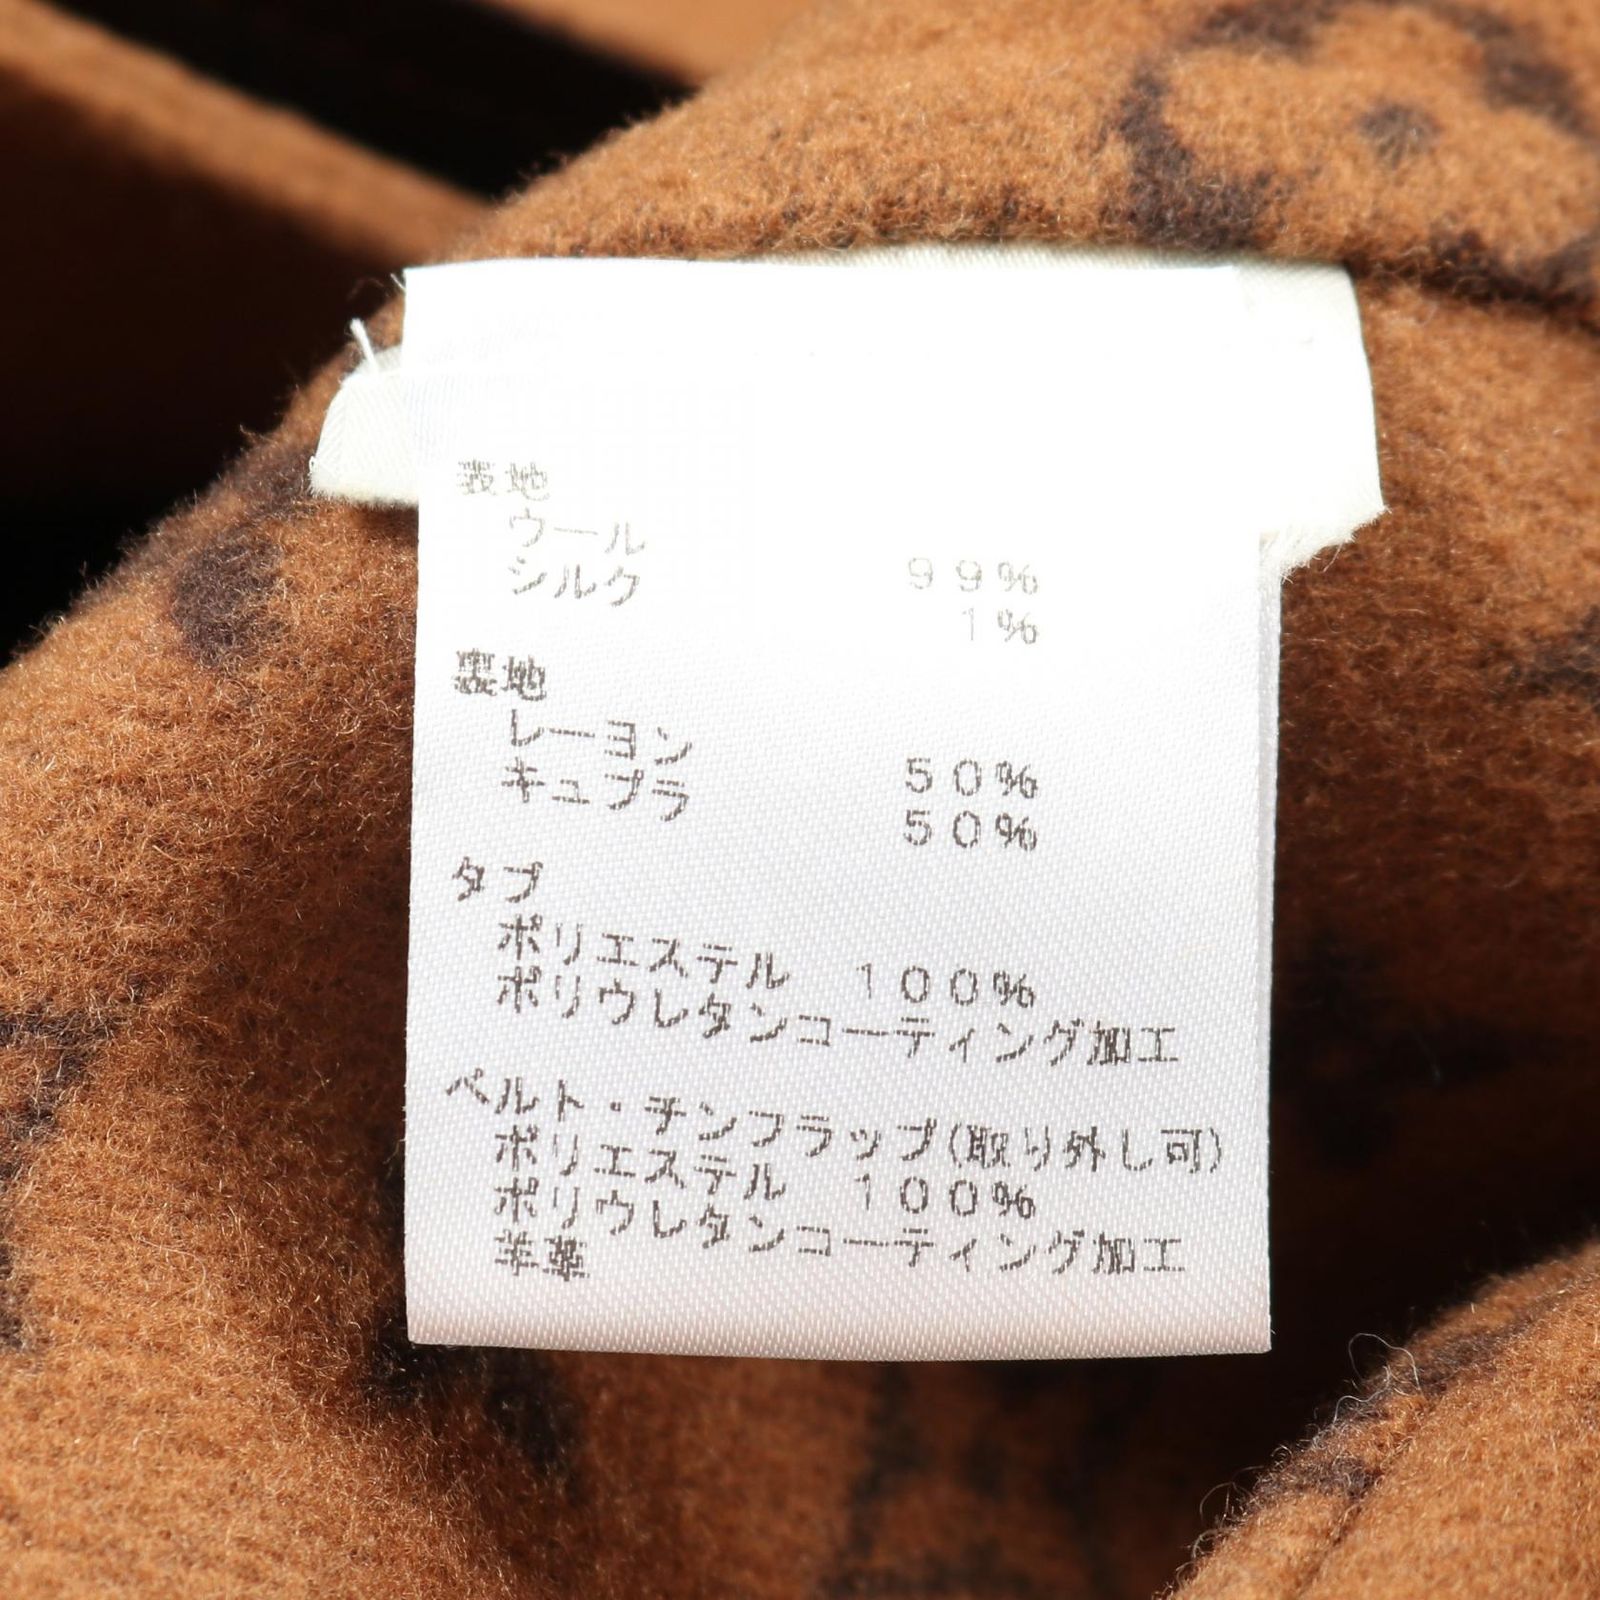 表地
ウール 99%
シルク 1%
裏地
レーヨン 50%
キュプラ 50%
タブ
ポリエステル 100%
ポリウレタンコーティング加工
ベルト・チンフラップ(取り外し可)
ポリエステル 100%
ポリウレタンコーティング加工
羊革